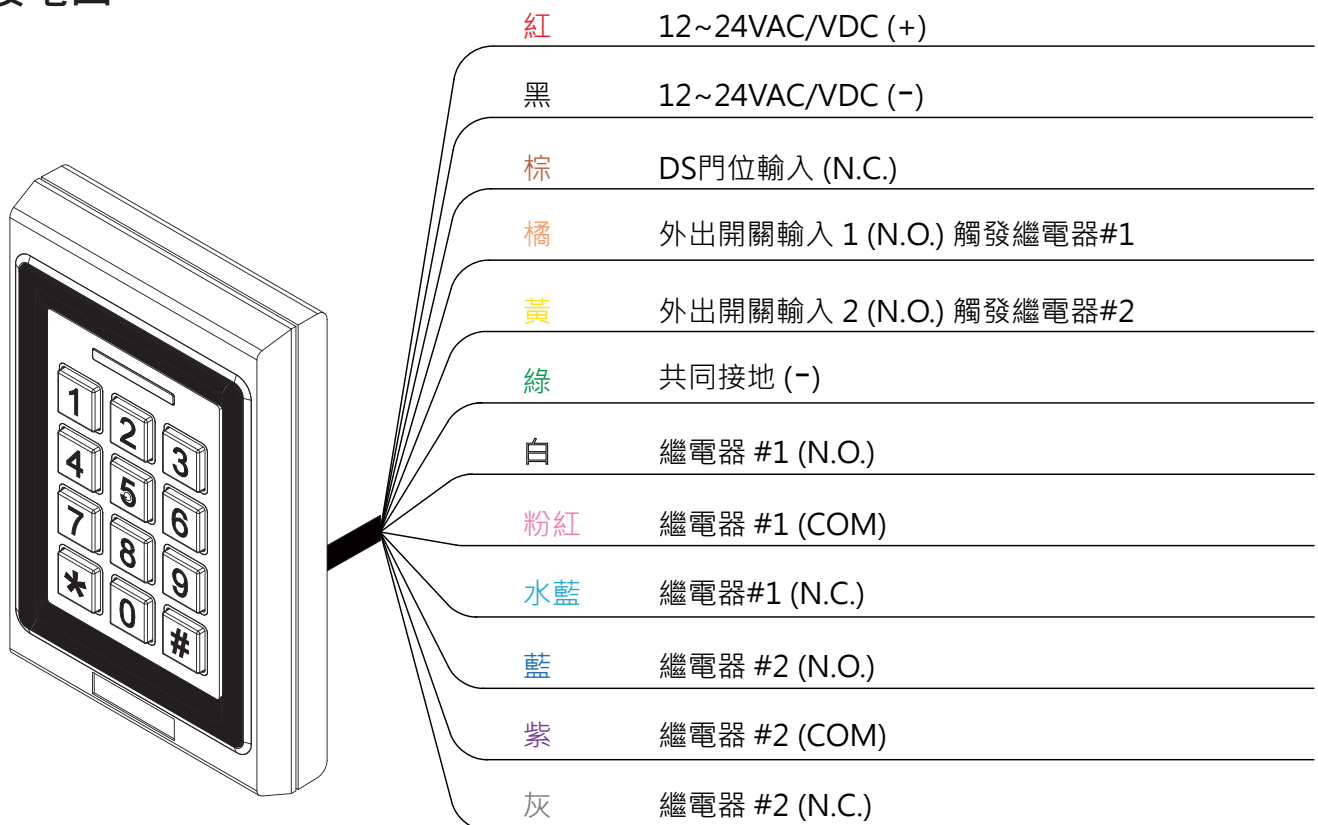 紅 12~24VAC/VDC (+)
黑 12~24VAC/VDC (-)
棕 DS門位輸入 (N.C.)
橘 外出開關輸入 1 (N.O.) 觸發繼電器#1
黃 外出開關輸入 2 (N.O.) 觸發繼電器#2
綠 共同接地 (-)
白 繼電器 #1 (N.O.)
粉紅 繼電器 #1 (COM)
水藍 繼電器#1 (N.C.)
藍 繼電器 #2 (N.O.)
紫 繼電器 #2 (COM)
灰 繼電器 #2 (N.C.)
1 2 3
4 5 6
7 8 9
* 0 #